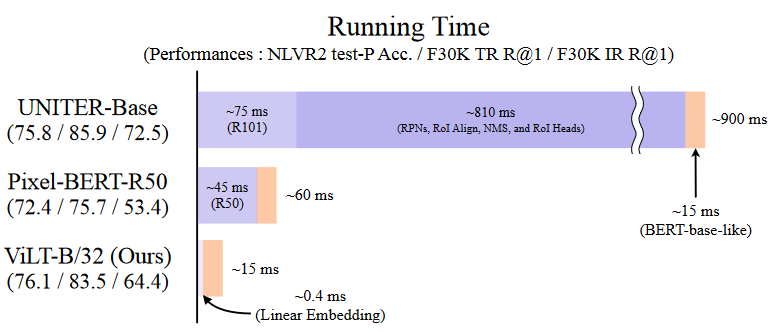 Running Time
(Performances : NLVR2 test-P Acc. / F30K TR R@1 / F30K IR R@1)
UNITER-Base
(75.8 / 85.9 / 72.5)
~75 ms
(R101)
~810 ms
(RPNs, RoI Align, NMS, and RoI Heads)
~900 ms
~15 ms
(BERT-base-like)
Pixel-BERT-R50
(72.4 / 75.7 / 53.4)
~45 ms
(R50)
~60 ms
ViLT-B/32 (Ours)
(76.1 / 83.5 / 64.4)
~15 ms
~0.4 ms
(Linear Embedding)